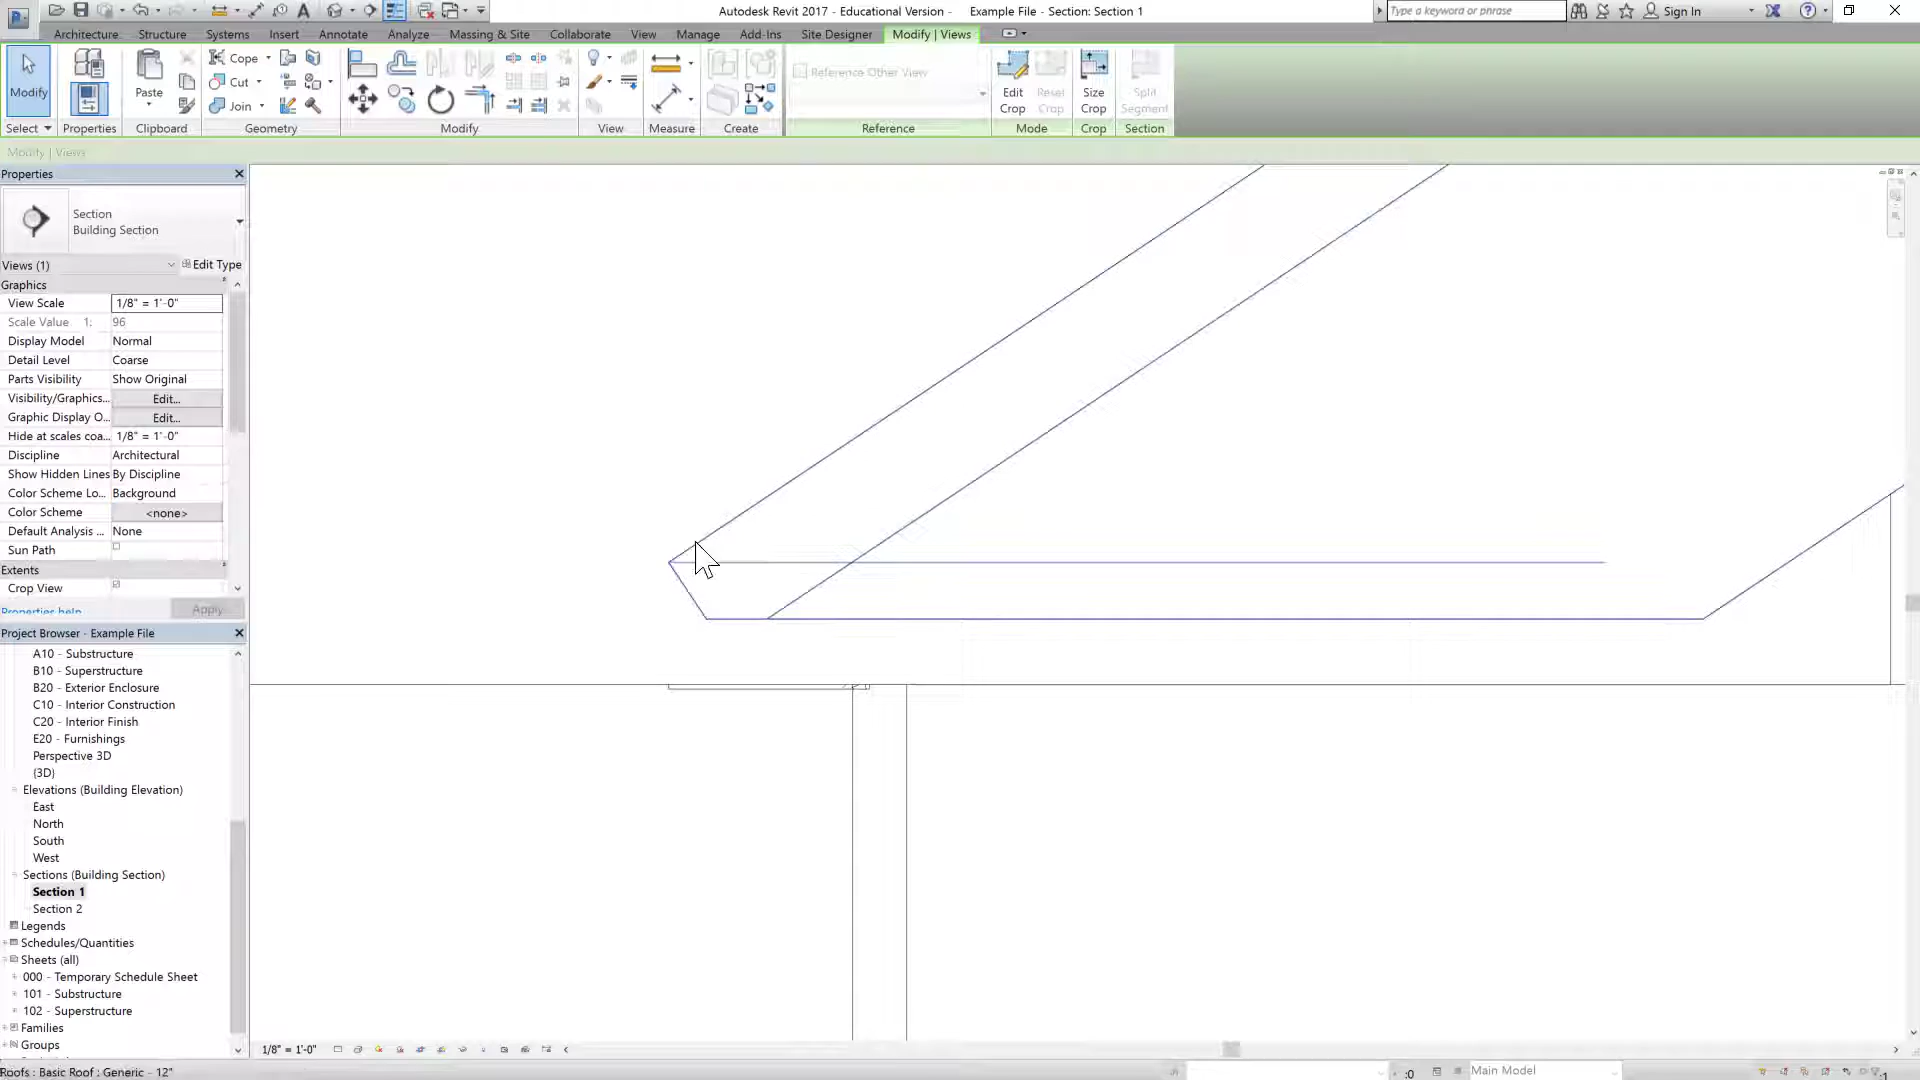 Autodesk Revit 2017 - Educational Version - Example File - Section: Section 1
Type a keyword or phrase
Sign In
Architecture Structure Systems Insert Annotate Analyze Massing & Site Collaborate View Manage Add-Ins Site Designer Modify | Views
Modify
Paste
Cope
Cut
Join
Reference Other View
Edit Crop
Reset Crop
Size Crop
Split Segment
Select Properties Clipboard Geometry Modify View Measure Create Reference Mode Crop Section
Modify | Views
Properties
Section
Building Section
Views (1) Edit Type
Graphics
View Scale 1/8" = 1'-0"
Scale Value 1: 96
Display Model Normal
Detail Level Coarse
Parts Visibility Show Original
Visibility/Graphics... Edit...
Graphic Display O... Edit...
Hide at scales coa... 1/8" = 1'-0"
Discipline Architectural
Show Hidden Lines By Discipline
Color Scheme Lo... Background
Color Scheme <none>
Default Analysis ... None
Sun Path
Extents
Crop View
Properties help Apply
Project Browser - Example File
A10 - Substructure
B10 - Superstructure
B20 - Exterior Enclosure
C10 - Interior Construction
C20 - Interior Finish
E20 - Furnishings
Perspective 3D
{3D}
Elevations (Building Elevation)
East
North
South
West
Sections (Building Section)
Section 1
Section 2
Legends
Schedules/Quantities
Sheets (all)
000 - Temporary Schedule Sheet
101 - Substructure
102 - Superstructure
Families
Groups
1/8" = 1'-0"
Roofs : Basic Roof : Generic - 12"
:0
Main Model
:1